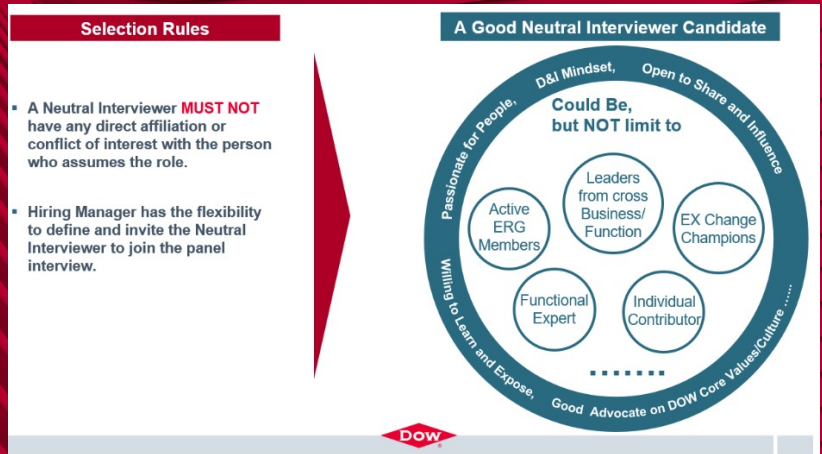 Selection Rules
▪ A Neutral Interviewer MUST NOT
have any direct affiliation or
conflict of interest with the person
who assumes the role.
▪ Hiring Manager has the flexibility
to define and invite the Neutral
Interviewer to join the panel
interview.
A Good Neutral Interviewer Candidate
Passionate for People,
D&I Mindset,
Open to Share and Influence
Willing to Learn and Expose,
Good Advocate on DOW Core Values/Culture ......
Could Be,
but NOT limit to
Active
ERG
Members
Leaders
from cross
Business/
Function
EX Change
Champions
Functional
Expert
Individual
Contributor
.......
DOW